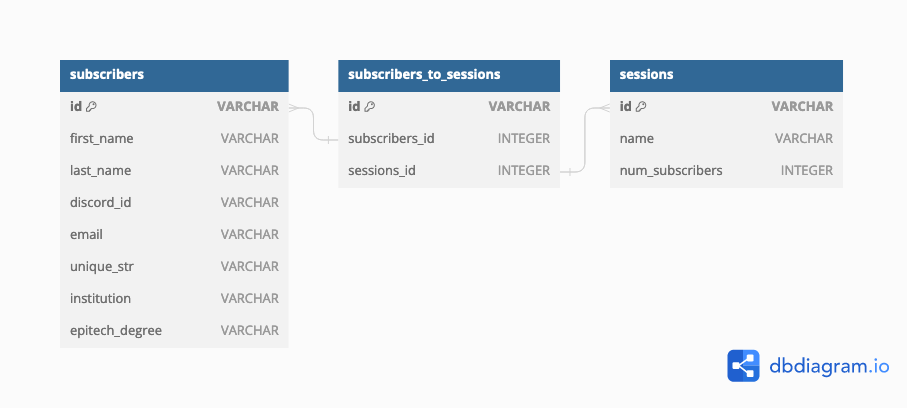 subscribers
id VARCHAR
first_name VARCHAR
last_name VARCHAR
discord_id VARCHAR
email VARCHAR
unique_str VARCHAR
institution VARCHAR
epitech_degree VARCHAR
subscribers_to_sessions
id VARCHAR
subscribers_id INTEGER
sessions_id INTEGER
sessions
id VARCHAR
name VARCHAR
num_subscribers INTEGER
dbdiagram.io